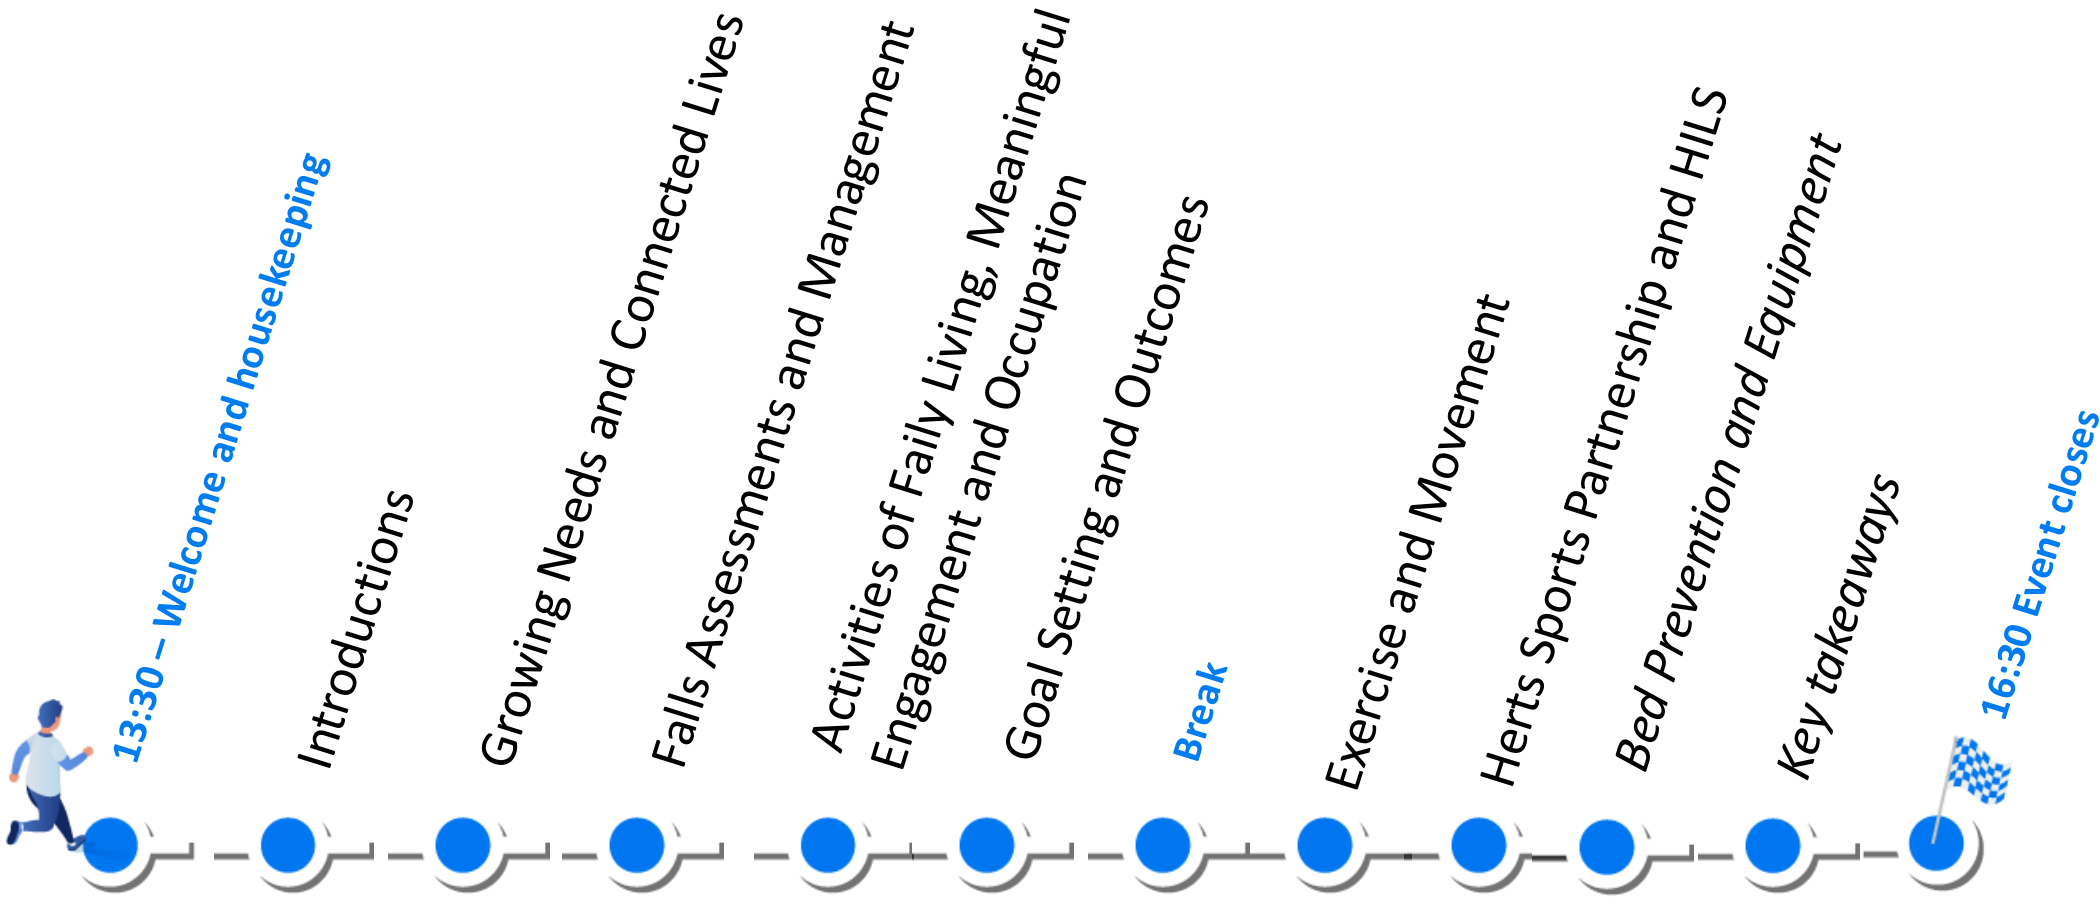 13:30 – Welcome and housekeeping
Introductions
Growing Needs and Connected Lives
Falls Assessments and Management
Activities of Faily Living, Meaningful
Engagement and Occupation
Goal Setting and Outcomes
Break
Exercise and Movement
Herts Sports Partnership and HILS
Bed Prevention and Equipment
Key takeaways
16:30 Event closes